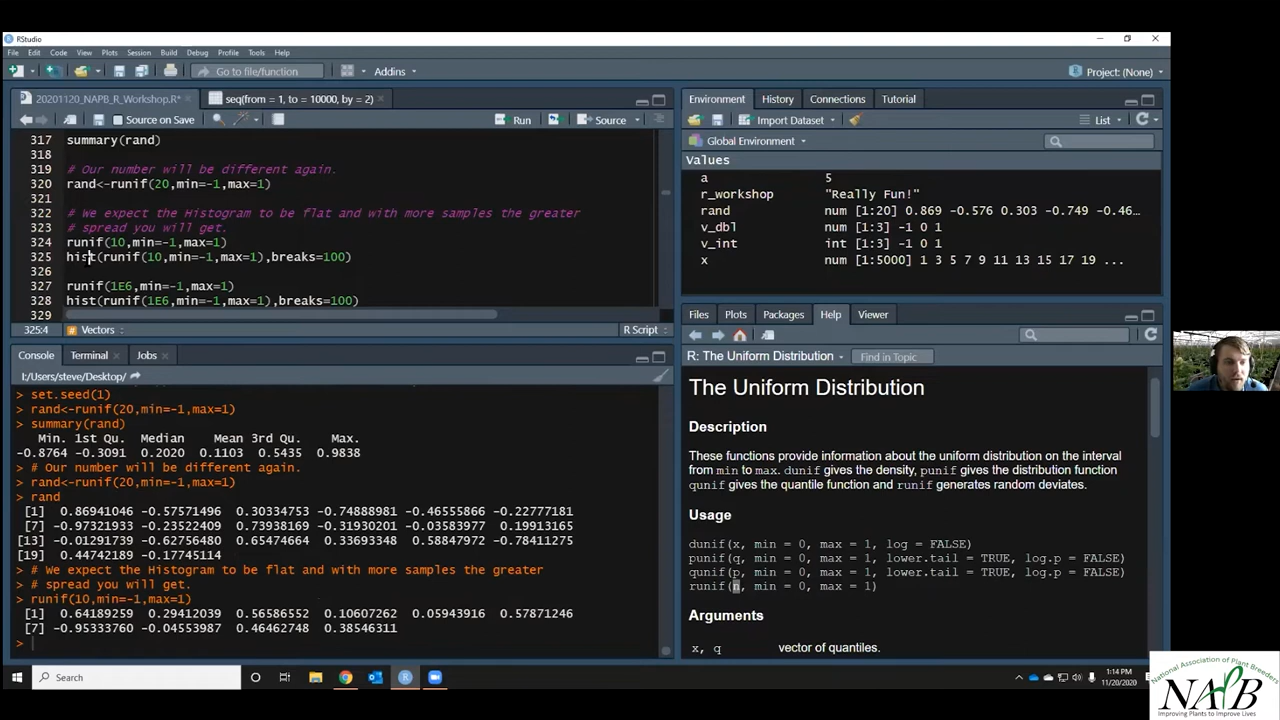 RStudio
File Edit Code View Plots Session Build Debug Profile Tools Help
Go to file/function Addins Project: (None)
20201120_NAPB_R_Workshop.R* seq(from = 1, to = 10000, by = 2)
Source on Save Run Source
317 summary(rand)
318
319 # Our number will be different again.
320 rand<-runif(20,min=-1,max=1)
321
322 # We expect the Histogram to be flat and with more samples the greater
323 # spread you will get.
324 runif(10,min=-1,max=1)
325 hist(runif(10,min=-1,max=1),breaks=100)
326
327 runif(1E6,min=-1,max=1)
328 hist(runif(1E6,min=-1,max=1),breaks=100)
329
325:4 Vectors R Script
Console Terminal Jobs
I:/Users/steve/Desktop/
> set.seed(1)
> rand<-runif(20,min=-1,max=1)
> summary(rand)
Min. 1st Qu. Median Mean 3rd Qu. Max.
-0.8764 -0.3091 0.2020 0.1103 0.5435 0.9838
> # Our number will be different again.
> rand<-runif(20,min=-1,max=1)
> rand
[1] 0.86941046 -0.57571496 0.30334753 -0.74888981 -0.46555866 -0.22777181
[7] -0.97321933 -0.23522409 0.73938169 -0.31930201 -0.03583977 0.19913165
[13] -0.01291739 -0.62756480 0.65474664 0.33693348 0.58847972 -0.78411275
[19] 0.44742189 -0.17745114
> # We expect the Histogram to be flat and with more samples the greater
> # spread you will get.
> runif(10,min=-1,max=1)
[1] 0.64189259 0.29412039 0.56586552 0.10607262 0.05943916 0.57871246
[7] -0.95333760 -0.04553987 0.46462748 0.38546311
>
Environment History Connections Tutorial
Import Dataset List
Global Environment
Values
a 5
r_workshop "Really Fun!"
rand num [1:20] 0.869 -0.576 0.303 -0.749 -0.46…
v_dbl num [1:3] -1 0 1
v_int int [1:3] -1 0 1
x num [1:5000] 1 3 5 7 9 11 13 15 17 19 ...
Files Plots Packages Help Viewer
R: The Uniform Distribution Find in Topic
The Uniform Distribution
Description
These functions provide information about the uniform distribution on the interval
from min to max. dunif gives the density, punif gives the distribution function
qunif gives the quantile function and runif generates random deviates.
Usage
dunif(x, min = 0, max = 1, log = FALSE)
punif(q, min = 0, max = 1, lower.tail = TRUE, log.p = FALSE)
qunif(p, min = 0, max = 1, lower.tail = TRUE, log.p = FALSE)
runif(n, min = 0, max = 1)
Arguments
x, q vector of quantiles.
Search
1:14 PM
11/20/2020
National Association of Plant Breeders
NAPB
Improving Plants to Improve Lives